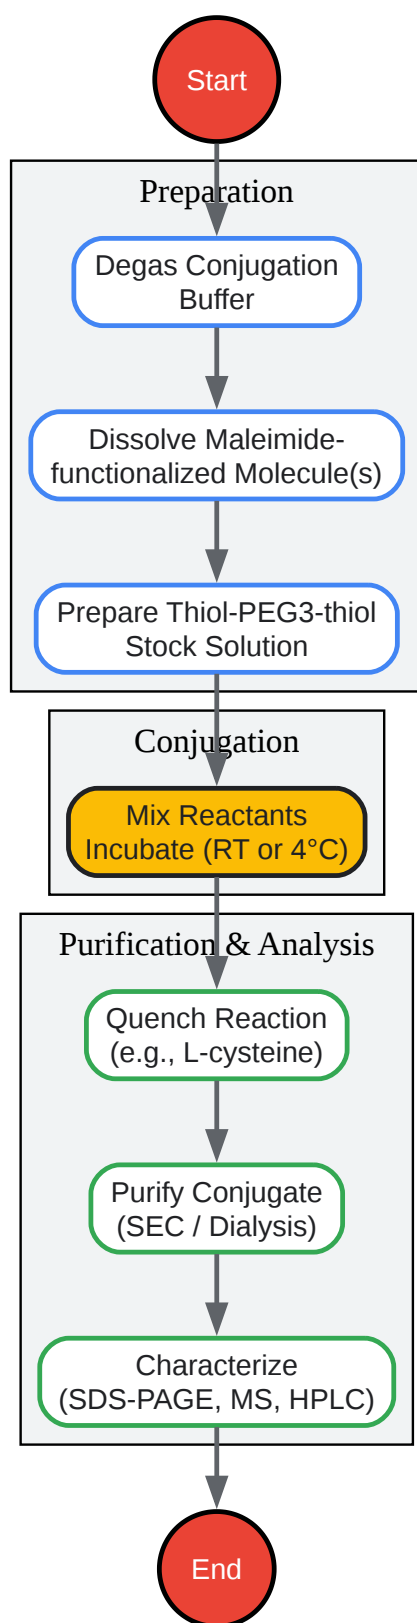 Start
Preparation
Degas Conjugation
Buffer
Dissolve Maleimide-
functionalized Molecule(s)
Prepare Thiol-PEG3-thiol
Stock Solution
Conjugation
Mix Reactants
Incubate (RT or 4°C)
Purification & Analysis
Quench Reaction
(e.g., L-cysteine)
Purify Conjugate
(SEC / Dialysis)
Characterize
(SDS-PAGE, MS, HPLC)
End